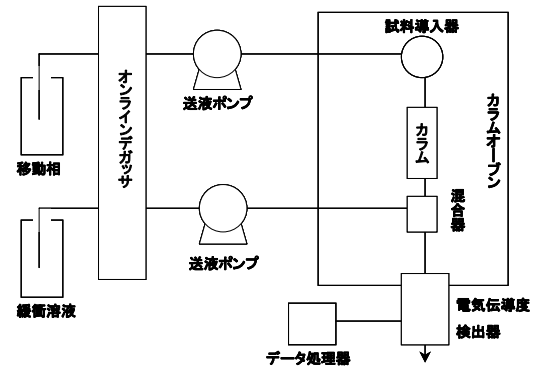 試料導入器
オンラインデガッサ
送液ポンプ
カラムオーブン
カラム
移動相
混合器
送液ポンプ
緩衝溶液
電気伝導度
検出器
データ処理器